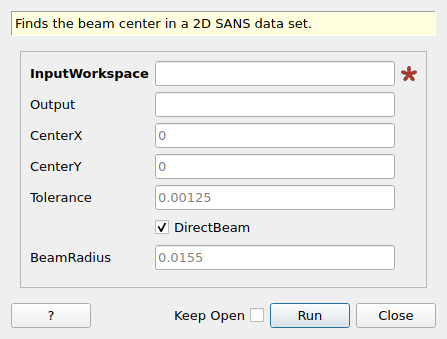 Finds the beam center in a 2D SANS data set.
InputWorkspace
Output
CenterX 0
CenterY 0
Tolerance 0.00125
DirectBeam
BeamRadius 0.0155
? Keep Open Run Close